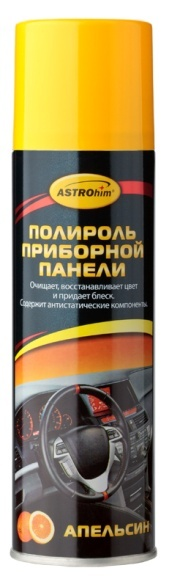 ASTROhim®
ПОЛИРОЛЬ
ПРИБОРНОЙ
ПАНЕЛИ
Очищает, восстанавливает цвет
и придает блеск.
Содержит антистатические компоненты.
АПЕЛЬСИН